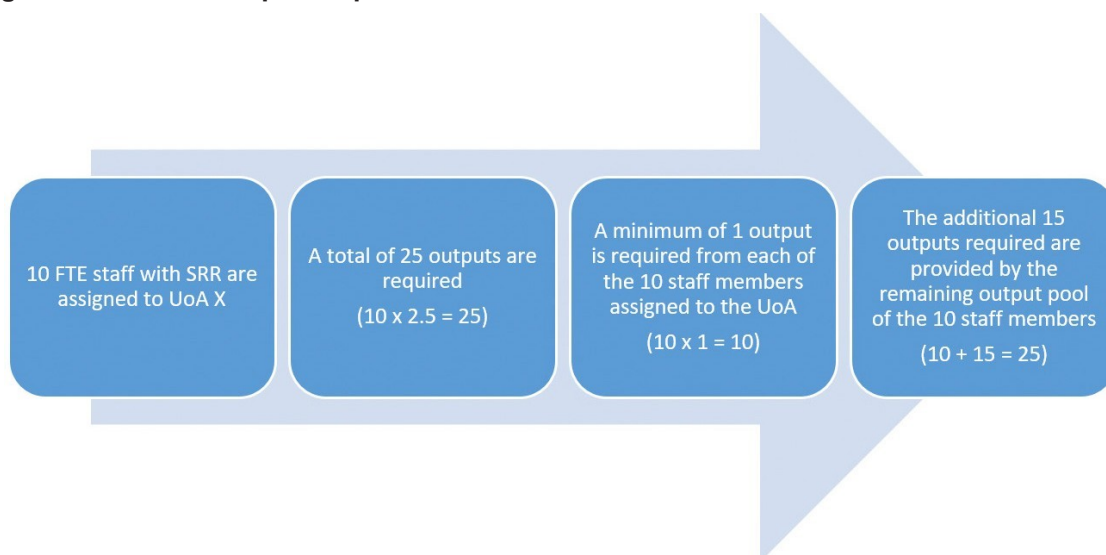 10 FTE staff with SRR are
assigned to UoA X
A total of 25 outputs are
required
(10 x 2.5 = 25)
A minimum of 1 output
is required from each of
the 10 staff members
assigned to the UoA
(10 x 1 = 10)
The additional 15
outputs required are
provided by the
remaining output pool
of the 10 staff members
(10 + 15 = 25)